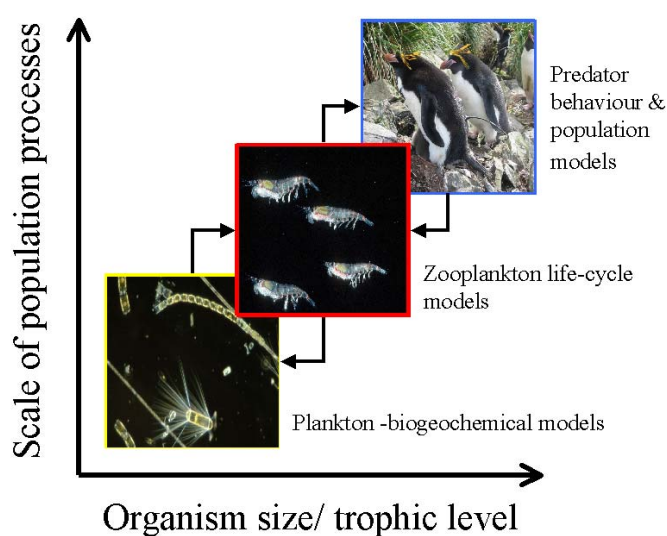 Scale of population processes
Predator
behaviour &
population
models
Zooplankton life-cycle
models
Plankton -biogeochemical models
Organism size/ trophic level